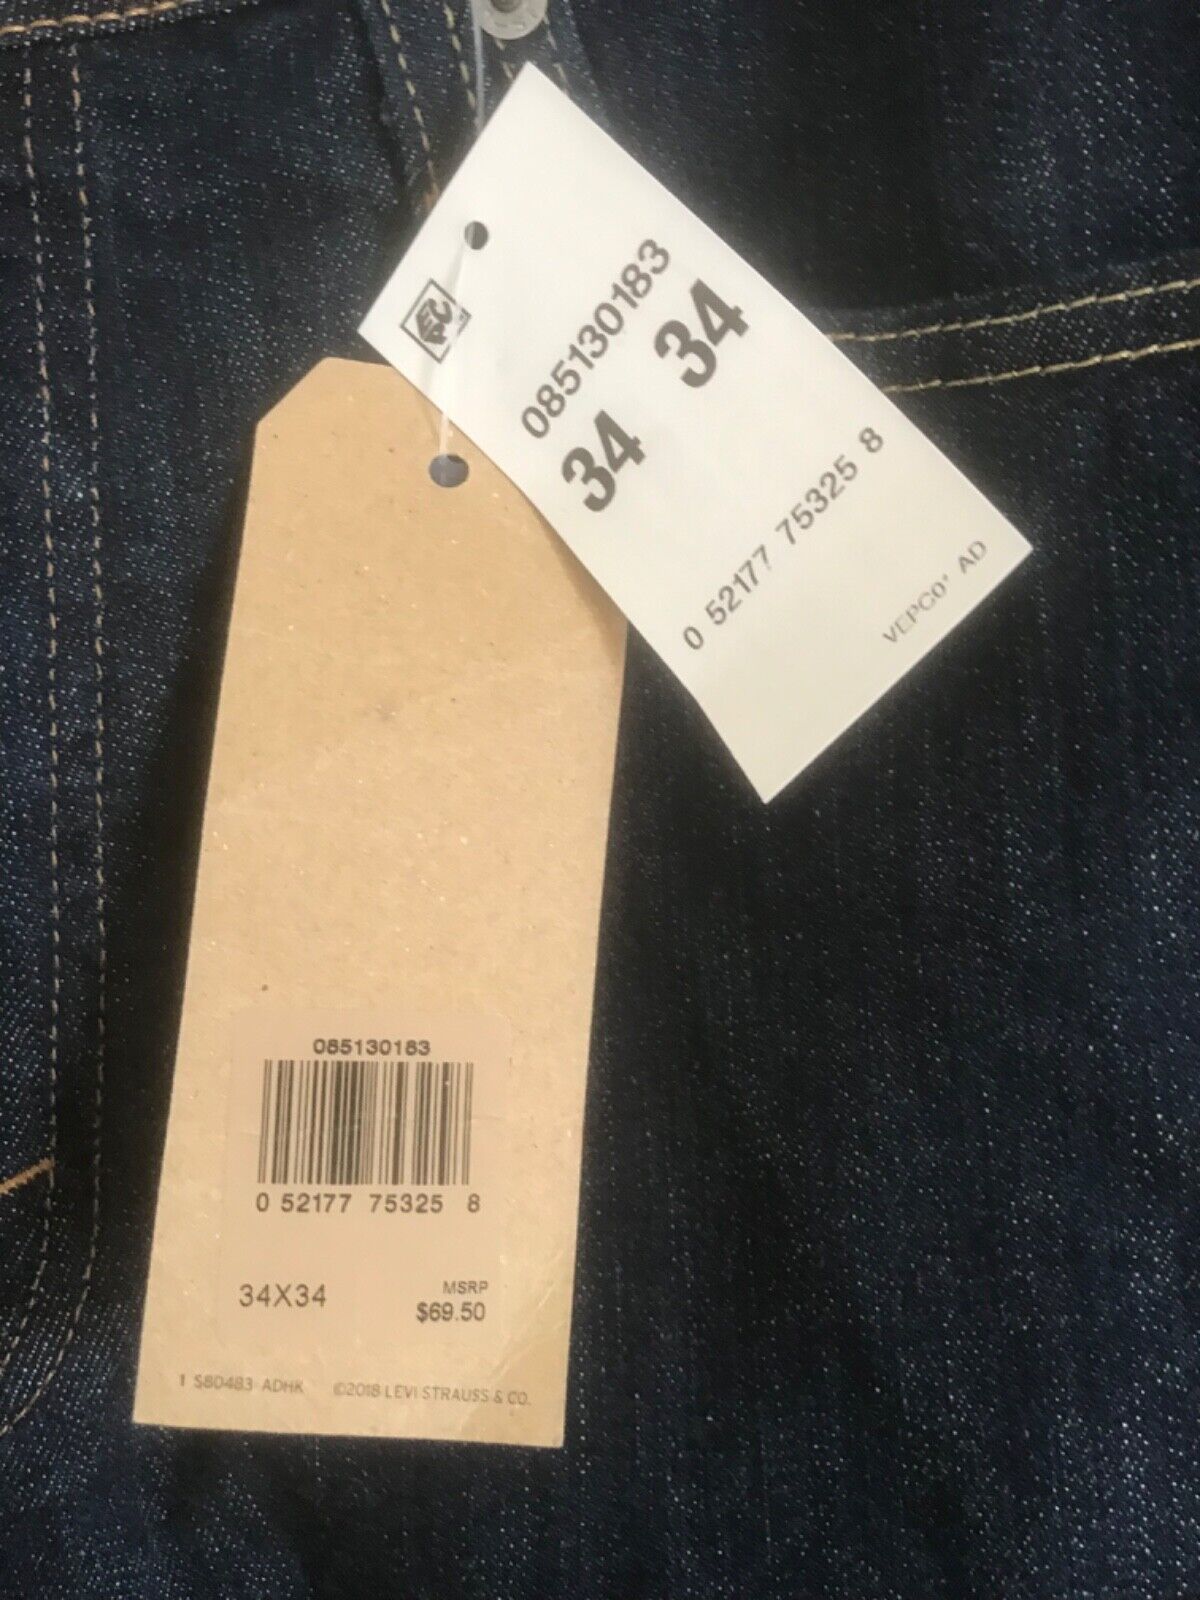 085130183
34 34
0 52177 75325 8
VEPC0' AD
085130183
0 52177 75325 8
34X34
MSRP
$69.50
1 S80483 ADHK ©2018 LEVI STRAUSS & CO.